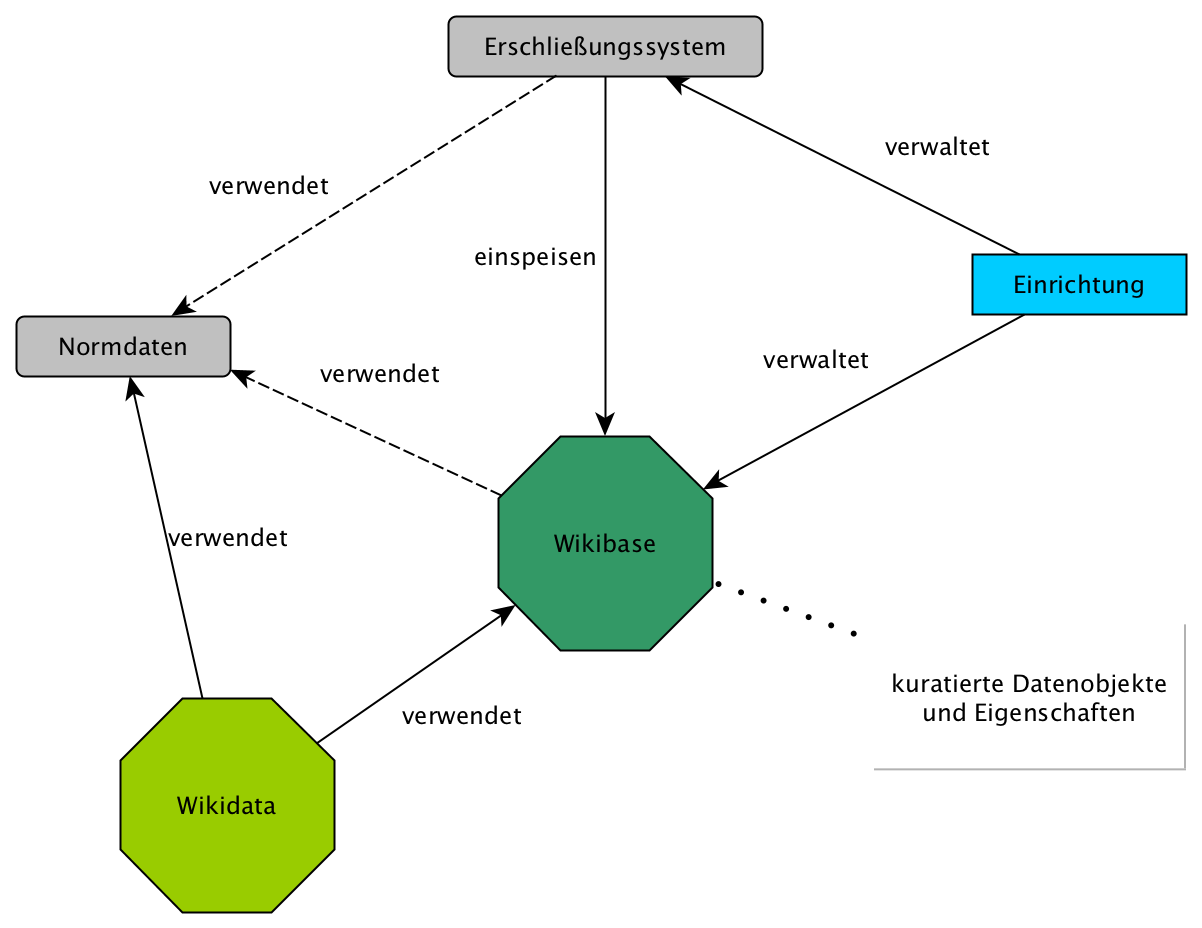 Erschließungssystem
verwaltet
verwendet
einspeisen
Einrichtung
Normdaten
verwaltet
verwendet
verwendet
Wikibase
kuratierte Datenobjekte
und Eigenschaften
verwendet
Wikidata